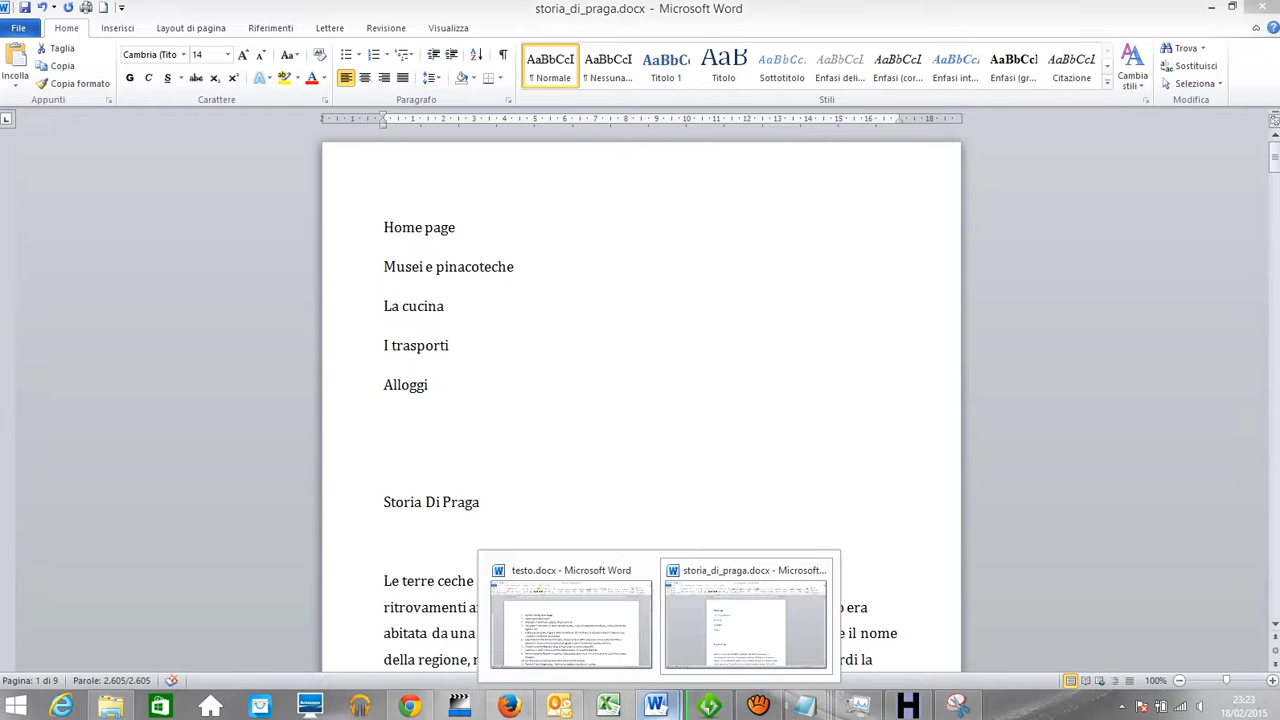 storia_di_praga.docx - Microsoft Word
File Home Inserisci Layout di pagina Riferimenti Lettere Revisione Visualizza
Incolla
Taglia
Copia
Copia formato
Appunti
Cambria (Tito 14
Carattere
Paragrafo
AaBbCcI AaBbCcI AaBbC AaB AaBbCc. AaBbCcI AaBbCcI AaBbCcI AaBbCcI AaBbCcI
¶ Normale ¶ Nessuna... Titolo 1 Titolo Sottotitolo Enfasi deli... Enfasi (cor... Enfasi int... Enfasi (gr... Citazione
Stili
Cambia
stili
Trova
Sostituisci
Seleziona
Modifica
Home page
Musei e pinacoteche
La cucina
I trasporti
Alloggi
Storia Di Praga
Le terre ceche
ritrovamenti era
abitata da una e il nome
della regione, di la
testo.docx - Microsoft Word
storia_di_praga.docx - Microsoft...
Pagina: 1 di 9 Parole: 2.605/2.605 100%
23:23
18/02/2015